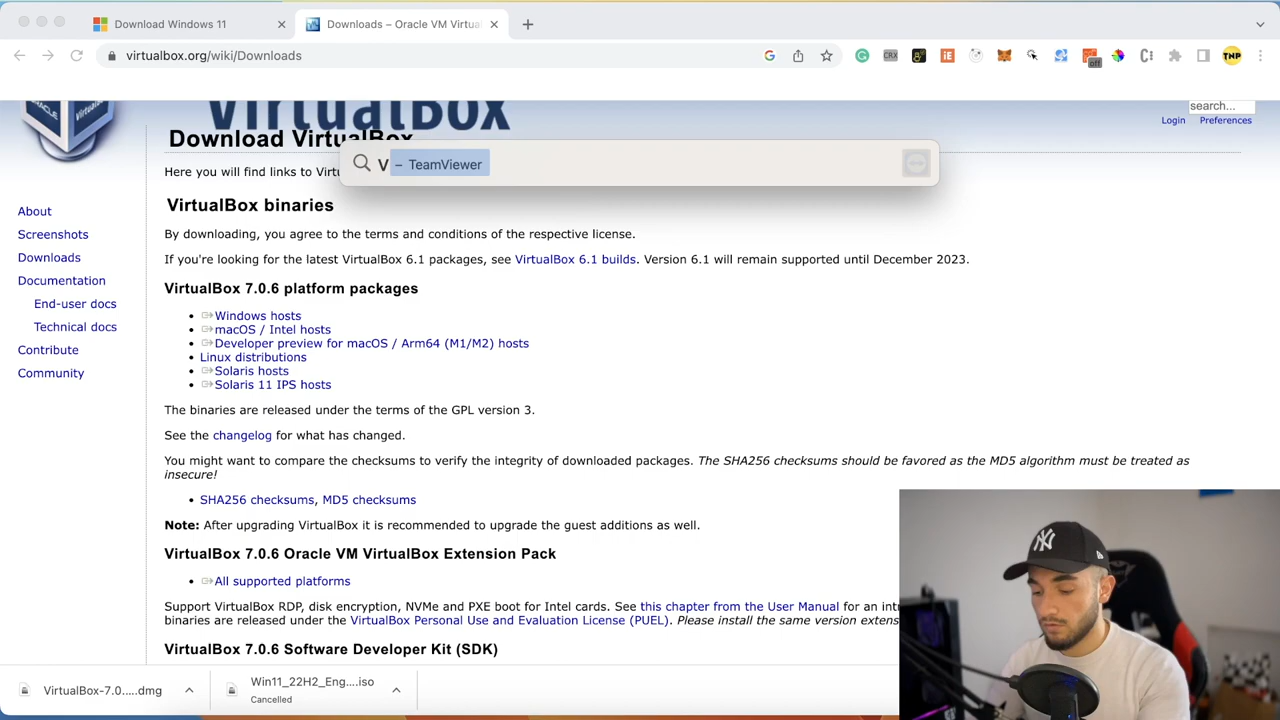 Download Windows 11
Downloads – Oracle VM Virtua
virtualbox.org/wiki/Downloads
CRX
iE
off
TNP
ORACLE
VirtualBox
VirtualBox
search...
Login Preferences
Download VirtualBox
V – TeamViewer
Here you will find links to Virtu
About
Screenshots
Downloads
Documentation
End-user docs
Technical docs
Contribute
Community
VirtualBox binaries
By downloading, you agree to the terms and conditions of the respective license.
If you're looking for the latest VirtualBox 6.1 packages, see VirtualBox 6.1 builds. Version 6.1 will remain supported until December 2023.
VirtualBox 7.0.6 platform packages
• Windows hosts
• macOS / Intel hosts
• Developer preview for macOS / Arm64 (M1/M2) hosts
• Linux distributions
• Solaris hosts
• Solaris 11 IPS hosts
The binaries are released under the terms of the GPL version 3.
See the changelog for what has changed.
You might want to compare the checksums to verify the integrity of downloaded packages. The SHA256 checksums should be favored as the MD5 algorithm must be treated as
insecure!
• SHA256 checksums, MD5 checksums
Note: After upgrading VirtualBox it is recommended to upgrade the guest additions as well.
VirtualBox 7.0.6 Oracle VM VirtualBox Extension Pack
• All supported platforms
Support VirtualBox RDP, disk encryption, NVMe and PXE boot for Intel cards. See this chapter from the User Manual for an intr
binaries are released under the VirtualBox Personal Use and Evaluation License (PUEL). Please install the same version extens
VirtualBox 7.0.6 Software Developer Kit (SDK)
VirtualBox-7.0.....dmg
Win11_22H2_Eng....iso
Cancelled
NY